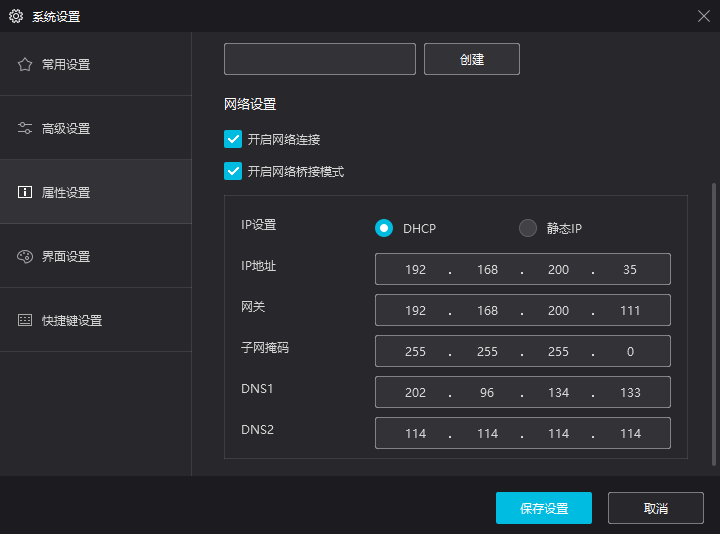 系统设置
常用设置
高级设置
属性设置
界面设置
快捷键设置
创建
网络设置
开启网络连接
开启网络桥接模式
IP设置 DHCP 静态IP
IP地址 192 . 168 . 200 . 35
网关 192 . 168 . 200 . 111
子网掩码 255 . 255 . 255 . 0
DNS1 202 . 96 . 134 . 133
DNS2 114 . 114 . 114 . 114
保存设置 取消